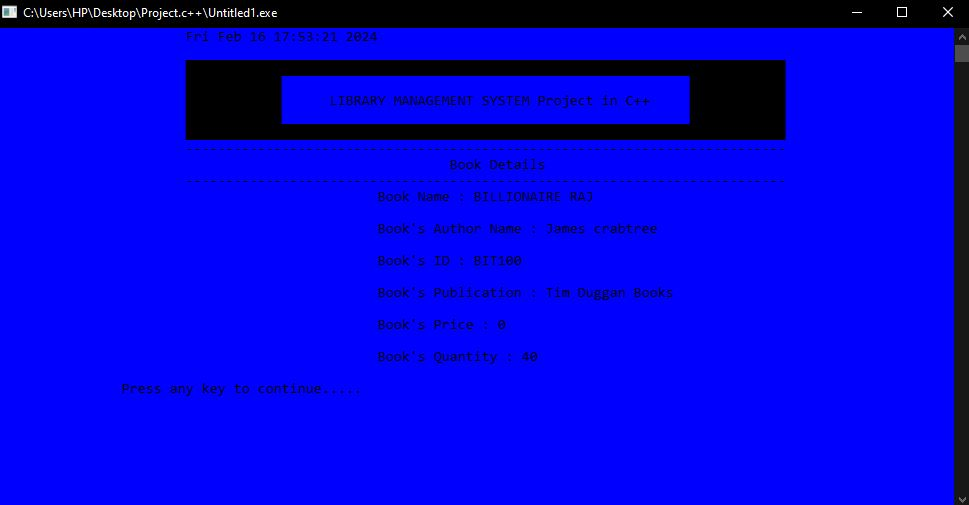 C:\Users\HP\Desktop\Project.c++\Untitled1.exe
Fri Feb 16 17:53:21 2024
LIBRARY MANAGEMENT SYSTEM Project in C++
---------------------------------------------------------------------------
Book Details
---------------------------------------------------------------------------
Book Name : BILLIONAIRE RAJ
Book's Author Name : James crabtree
Book's ID : BIT100
Book's Publication : Tim Duggan Books
Book's Price : 0
Book's Quantity : 40
Press any key to continue.....